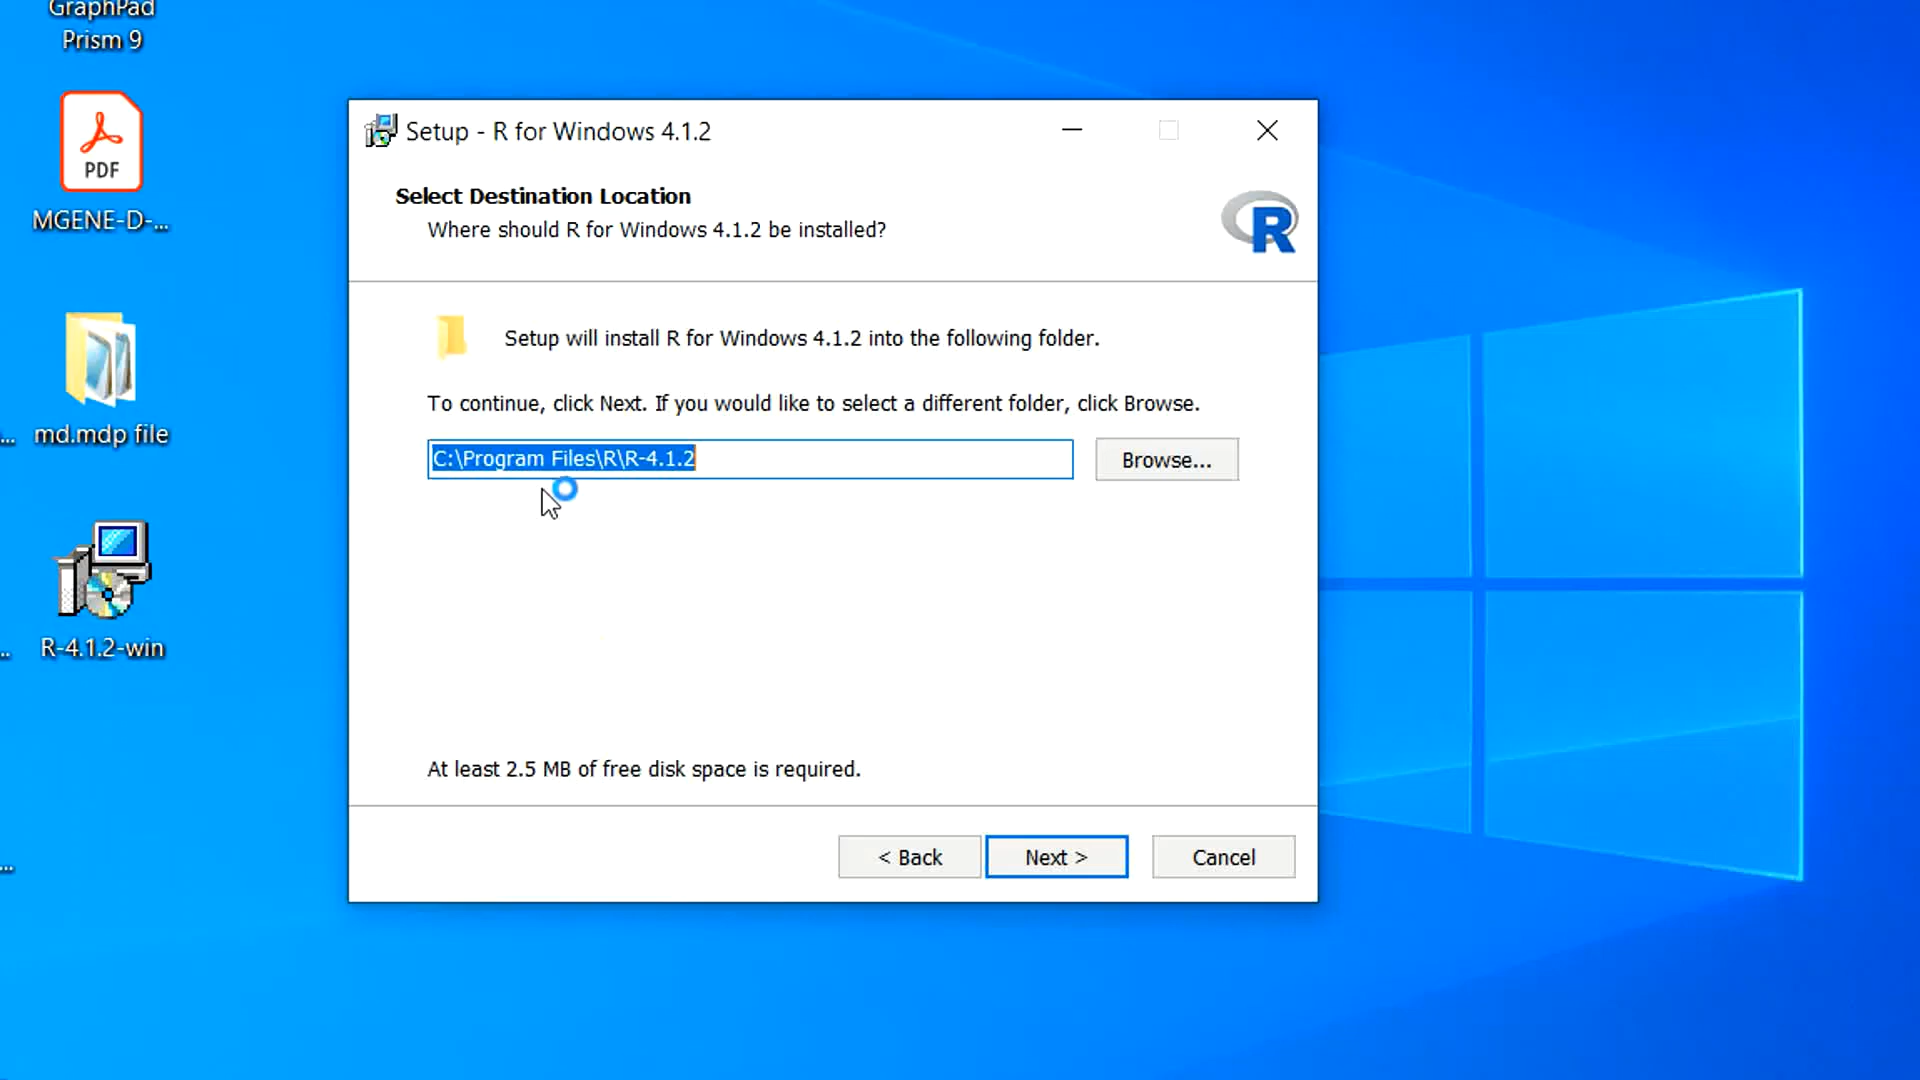 GraphPad
Prism 9
PDF
MGENE-D-...
... md.mdp file
... R-4.1.2-win
...
Setup - R for Windows 4.1.2
Select Destination Location
Where should R for Windows 4.1.2 be installed?
R
Setup will install R for Windows 4.1.2 into the following folder.
To continue, click Next. If you would like to select a different folder, click Browse.
C:\Program Files\R\R-4.1.2
Browse...
At least 2.5 MB of free disk space is required.
< Back
Next >
Cancel